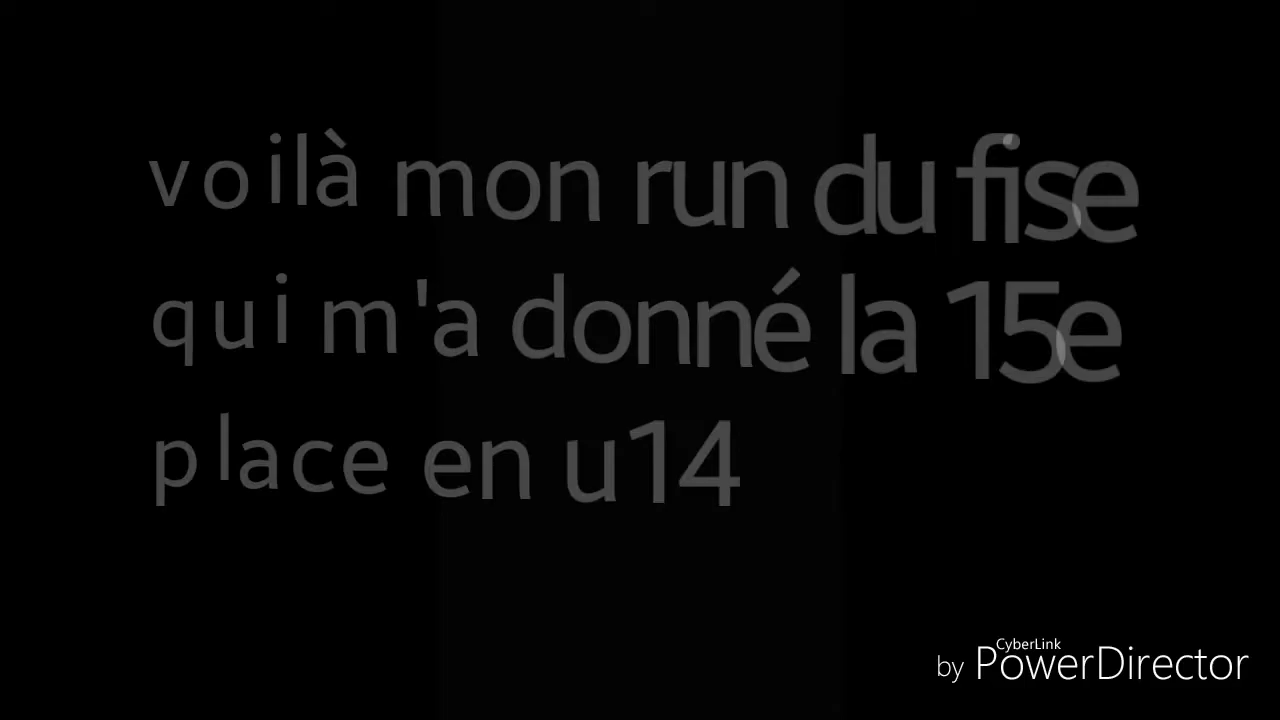 voilà mon run du fise
qui m'a donné la 15e
place en u14
CyberLink
by PowerDirector